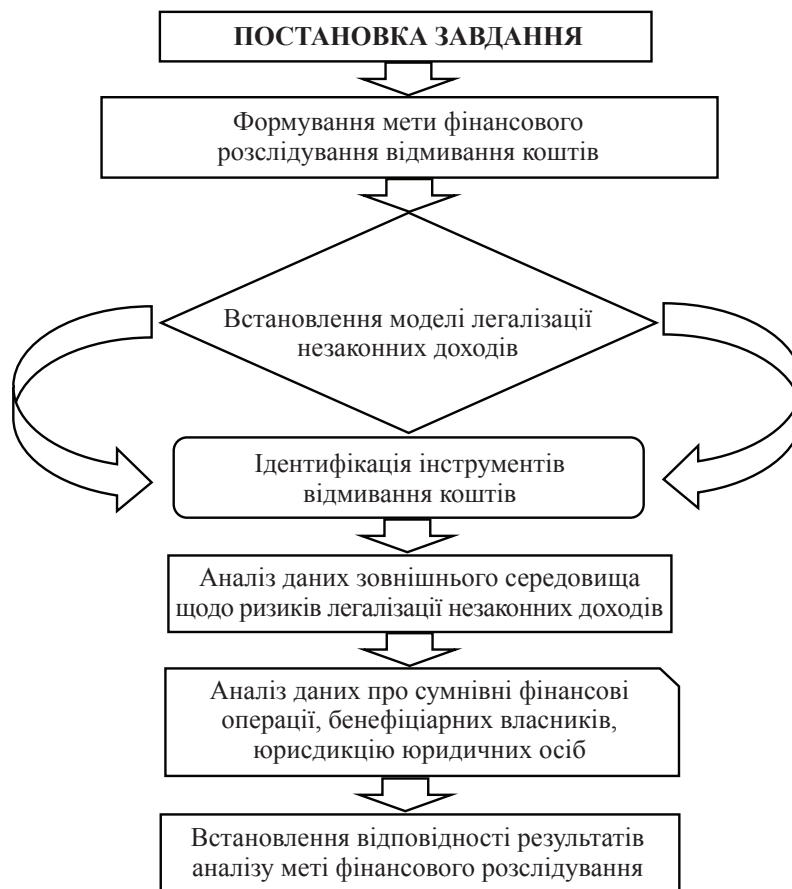 ПОСТАНОВКА ЗАВДАННЯ
Формування мети фінансового
розслідування відмивання коштів
Встановлення моделі легалізації
незаконних доходів
Ідентифікація інструментів
відмивання коштів
Аналіз даних зовнішнього середовища
щодо ризиків легалізації незаконних доходів
Аналіз даних про сумнівні фінансові
операції, бенефіціарних власників,
юрисдикцію юридичних осіб
Встановлення відповідності результатів
аналізу меті фінансового розслідування